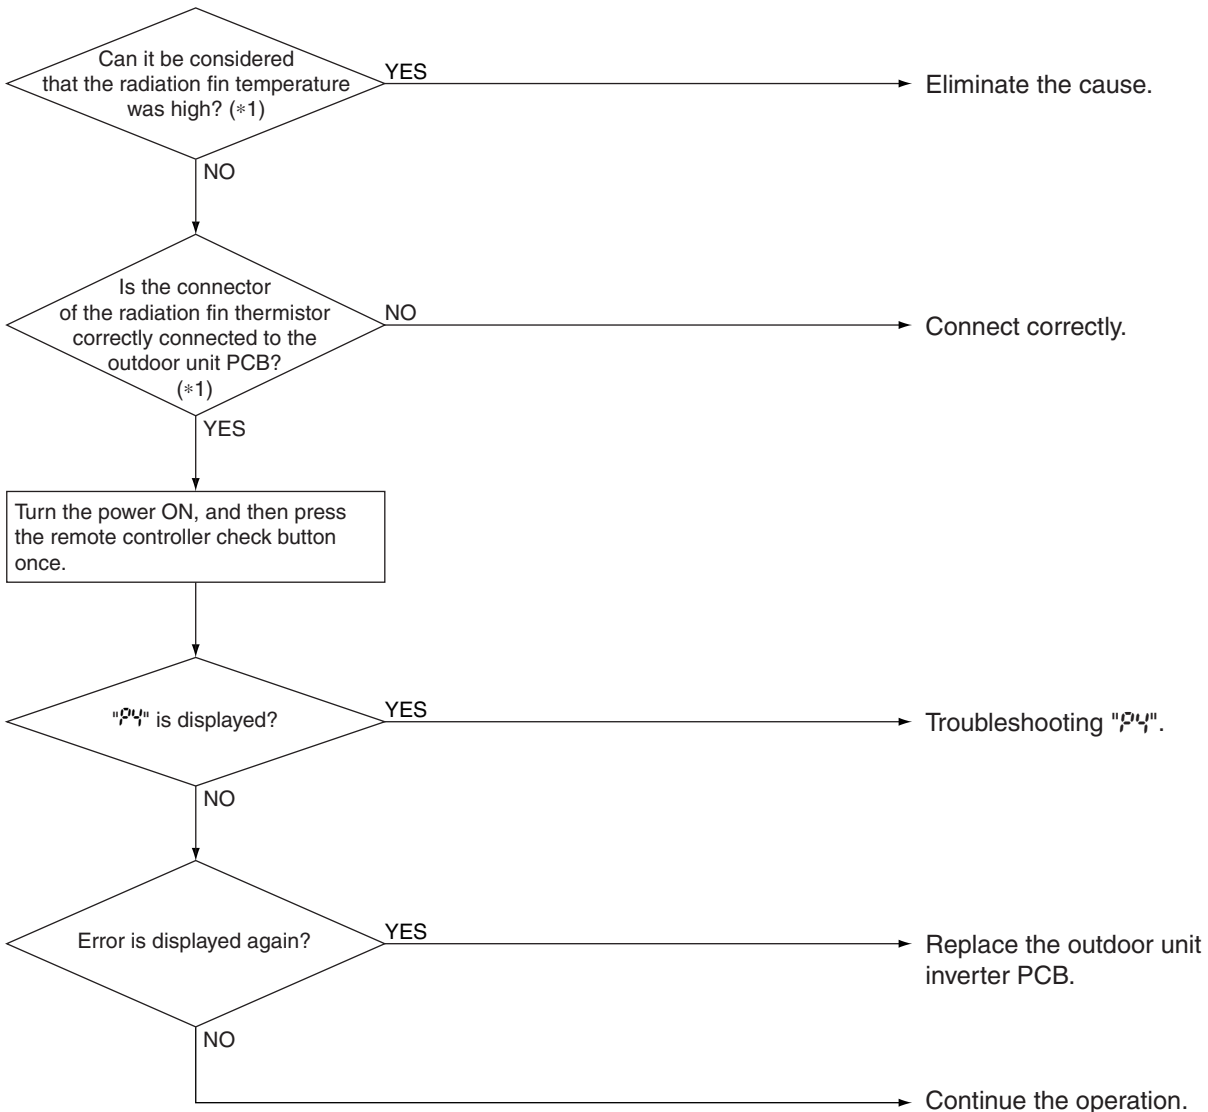 Can it be considered
that the radiation fin temperature
was high? (*1)
YES
Eliminate the cause.
NO
Is the connector
of the radiation fin thermistor
correctly connected to the
outdoor unit PCB?
(*1)
NO
Connect correctly.
YES
Turn the power ON, and then press
the remote controller check button
once.
"P4" is displayed?
YES
Troubleshooting "P4".
NO
Error is displayed again?
YES
Replace the outdoor unit
inverter PCB.
NO
Continue the operation.